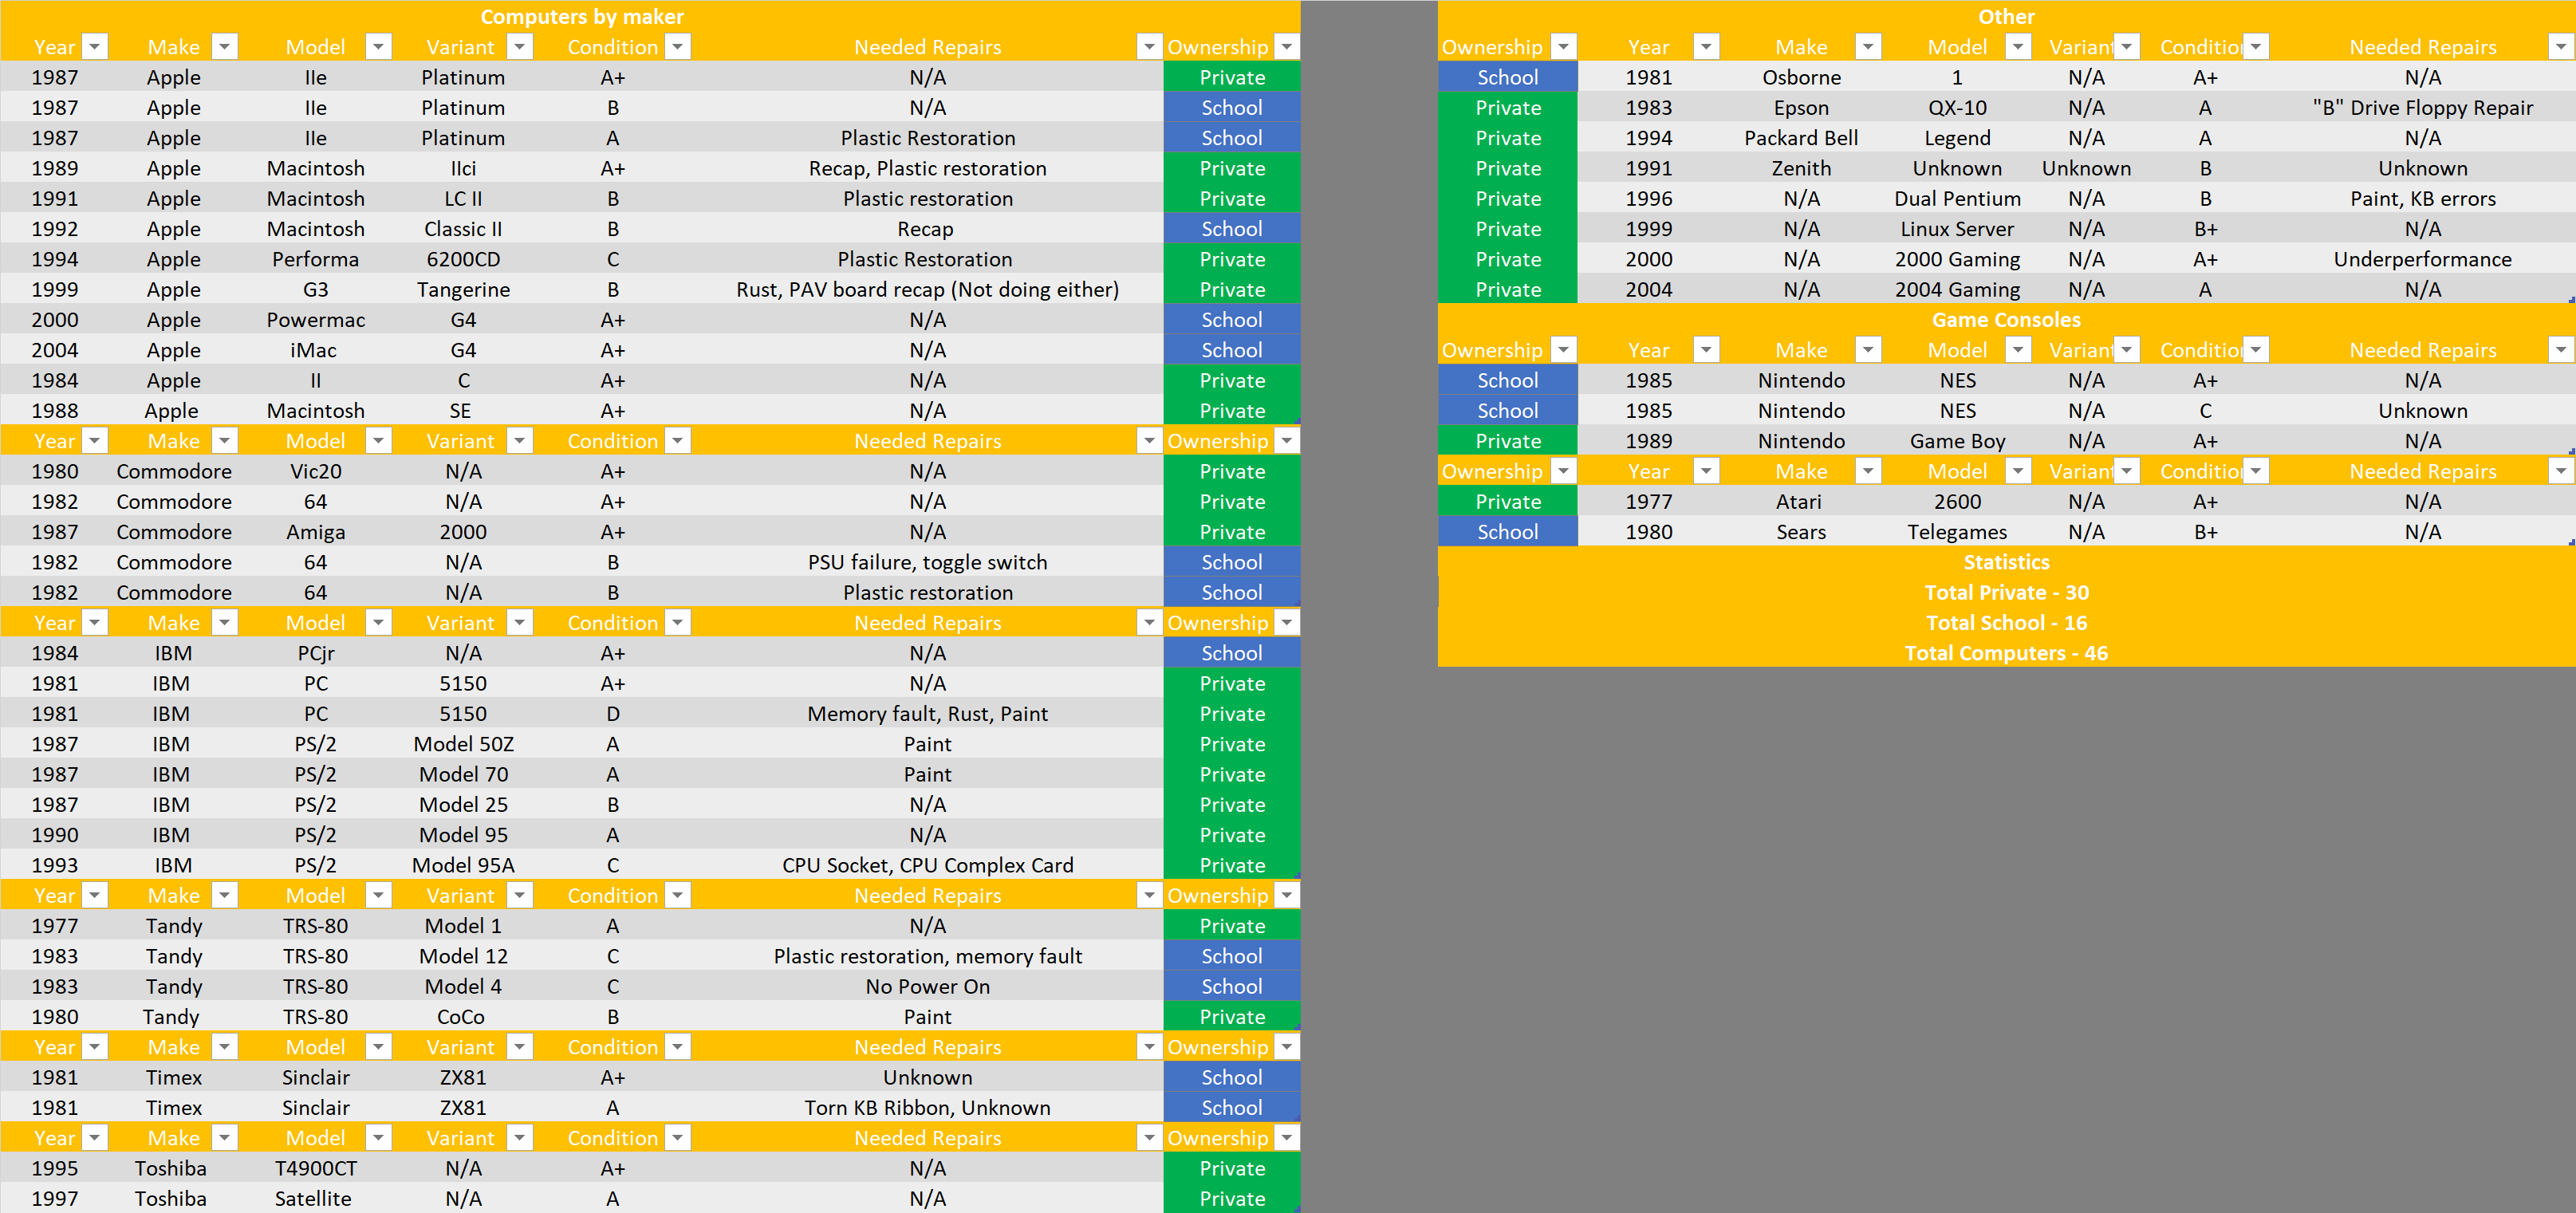 Computers by maker
Year Make Model Variant Condition Needed Repairs Ownership
1987 Apple IIe Platinum A+ N/A Private
1987 Apple IIe Platinum B N/A School
1987 Apple IIe Platinum A Plastic Restoration School
1989 Apple Macintosh IIci A+ Recap, Plastic restoration Private
1991 Apple Macintosh LC II B Plastic restoration Private
1992 Apple Macintosh Classic II B Recap School
1994 Apple Performa 6200CD C Plastic Restoration Private
1999 Apple G3 Tangerine B Rust, PAV board recap (Not doing either) Private
2000 Apple Powermac G4 A+ N/A School
2004 Apple iMac G4 A+ N/A School
1984 Apple II C A+ N/A Private
1988 Apple Macintosh SE A+ N/A Private
Year Make Model Variant Condition Needed Repairs Ownership
1980 Commodore Vic20 N/A A+ N/A Private
1982 Commodore 64 N/A A+ N/A Private
1987 Commodore Amiga 2000 A+ N/A Private
1982 Commodore 64 N/A B PSU failure, toggle switch School
1982 Commodore 64 N/A B Plastic restoration School
Year Make Model Variant Condition Needed Repairs Ownership
1984 IBM PCjr N/A A+ N/A School
1981 IBM PC 5150 A+ N/A Private
1981 IBM PC 5150 D Memory fault, Rust, Paint Private
1987 IBM PS/2 Model 50Z A Paint Private
1987 IBM PS/2 Model 70 A Paint Private
1987 IBM PS/2 Model 25 B N/A Private
1990 IBM PS/2 Model 95 A N/A Private
1993 IBM PS/2 Model 95A C CPU Socket, CPU Complex Card Private
Year Make Model Variant Condition Needed Repairs Ownership
1977 Tandy TRS-80 Model 1 A N/A Private
1983 Tandy TRS-80 Model 12 C Plastic restoration, memory fault School
1983 Tandy TRS-80 Model 4 C No Power On School
1980 Tandy TRS-80 CoCo B Paint Private
Year Make Model Variant Condition Needed Repairs Ownership
1981 Timex Sinclair ZX81 A+ Unknown School
1981 Timex Sinclair ZX81 A Torn KB Ribbon, Unknown School
Year Make Model Variant Condition Needed Repairs Ownership
1995 Toshiba T4900CT N/A A+ N/A Private
1997 Toshiba Satellite N/A A N/A Private
Other
Ownership Year Make Model Variant Condition Needed Repairs
School 1981 Osborne 1 N/A A+ N/A
Private 1983 Epson QX-10 N/A A "B" Drive Floppy Repair
Private 1994 Packard Bell Legend N/A A N/A
Private 1991 Zenith Unknown Unknown B Unknown
Private 1996 N/A Dual Pentium N/A B Paint, KB errors
Private 1999 N/A Linux Server N/A B+ N/A
Private 2000 N/A 2000 Gaming N/A A+ Underperformance
Private 2004 N/A 2004 Gaming N/A A N/A
Game Consoles
Ownership Year Make Model Variant Condition Needed Repairs
School 1985 Nintendo NES N/A A+ N/A
School 1985 Nintendo NES N/A C Unknown
Private 1989 Nintendo Game Boy N/A A+ N/A
Ownership Year Make Model Variant Condition Needed Repairs
Private 1977 Atari 2600 N/A A+ N/A
School 1980 Sears Telegames N/A B+ N/A
Statistics
Total Private - 30
Total School - 16
Total Computers - 46